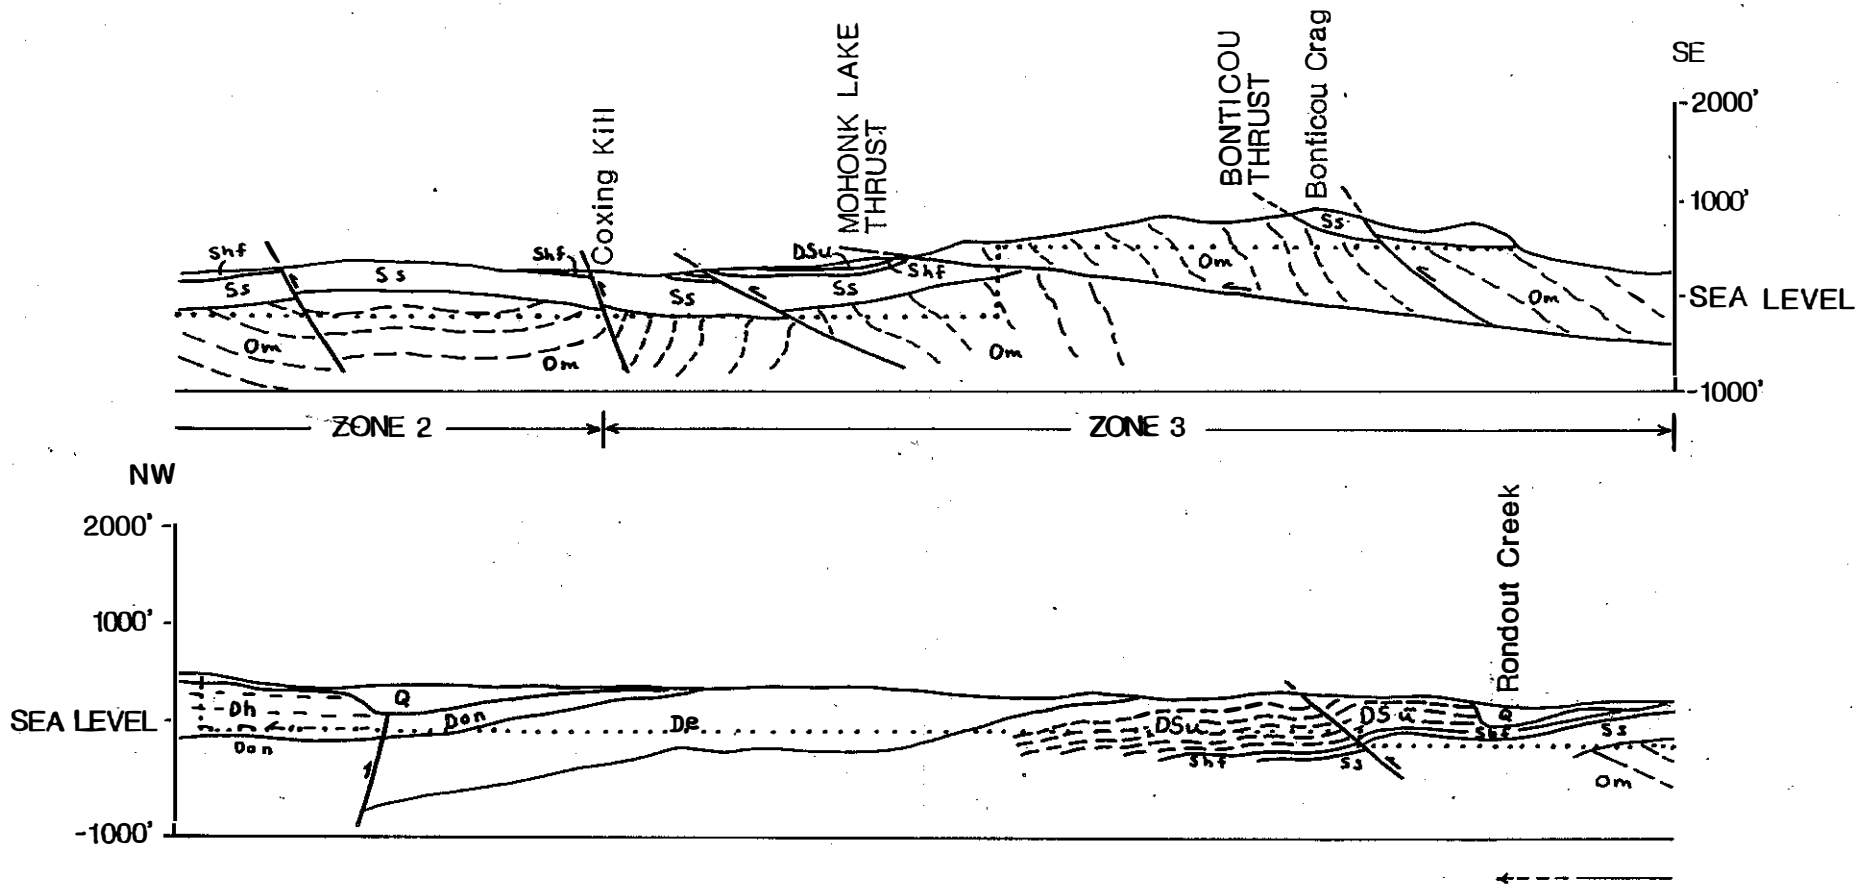 SE
2000'
1000'
SEA LEVEL
-1000'
Coxing Kill
MOHONK LAKE
THRUST
BONTICOU
THRUST
Bonticou Crag
Shf
Ss
Ss
Shf
Ss
DSu
Shf
Ss
Ss
Om
Om
Om
Om
Om
ZONE 2
ZONE 3
NW
2000'
1000'
SEA LEVEL
-1000'
Rondout Creek
Q
Dh
Don
Don
De
DSu
DSu
Q
Shf
Shf
Ss
Ss
Om